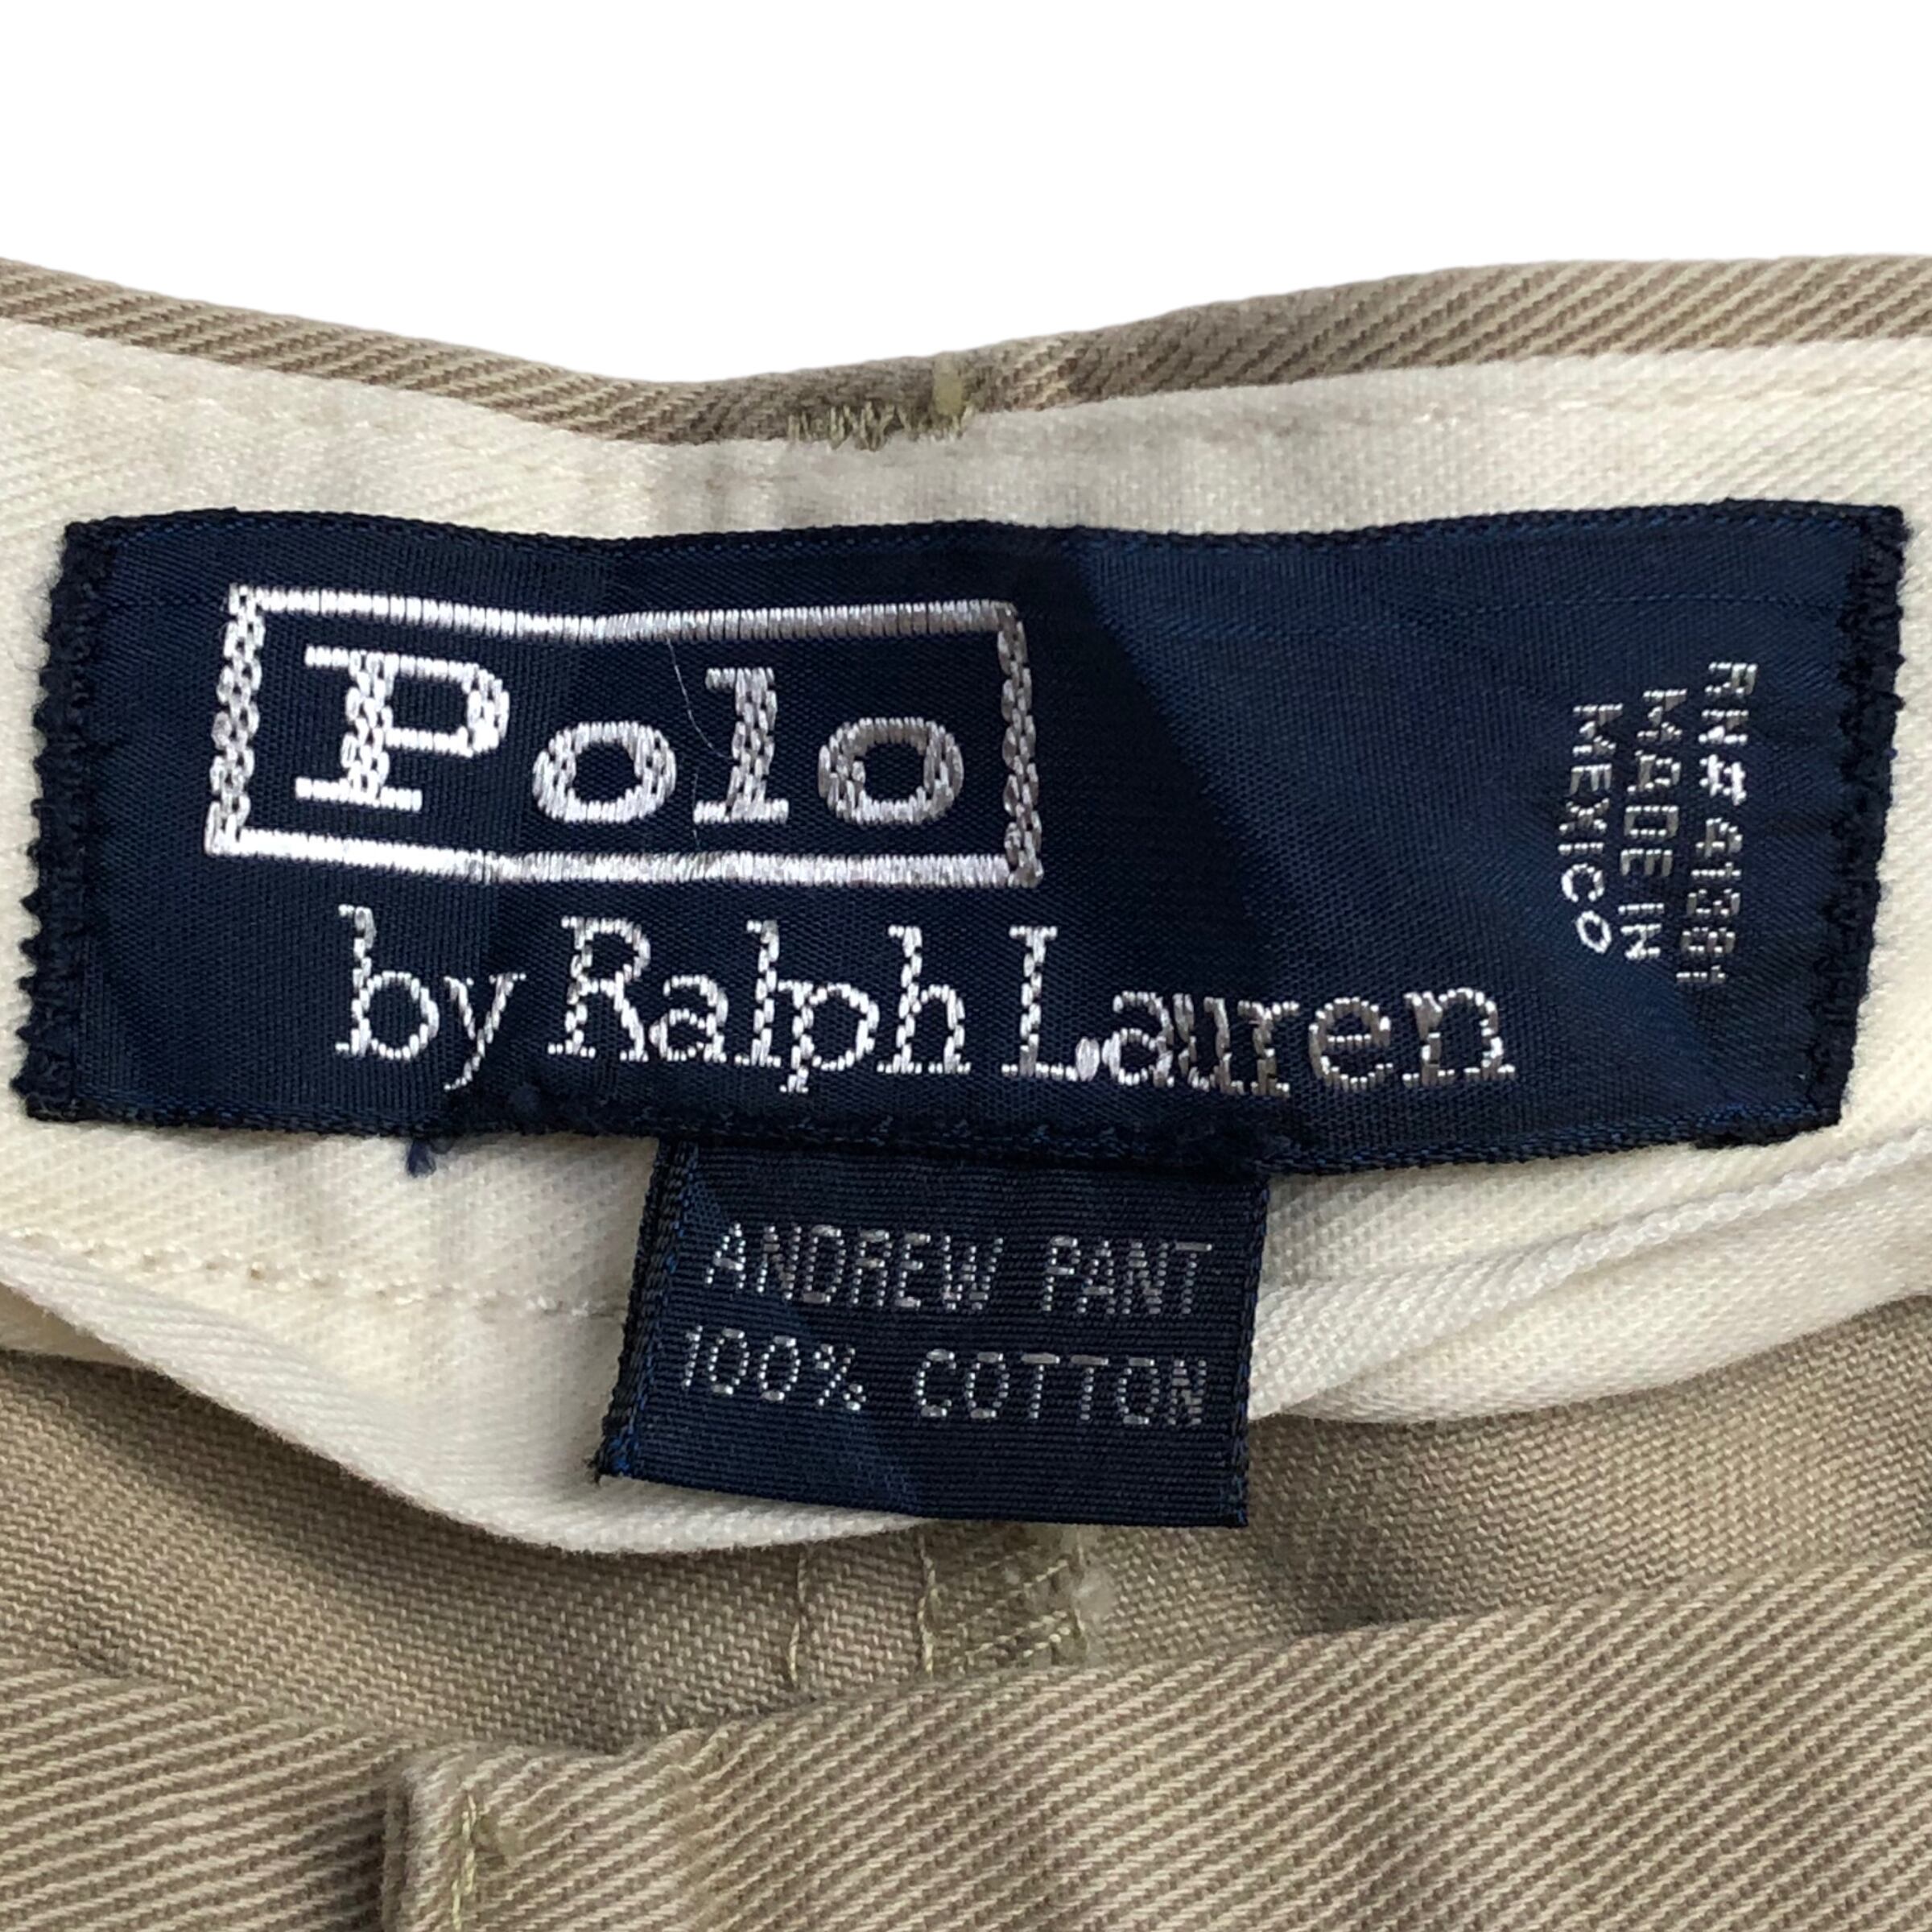 Polo
by Ralph Lauren
RN# 41381
MADE IN
MEXICO
ANDREW PANT
100% COTTON